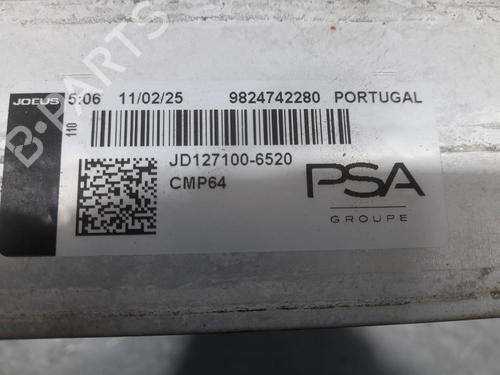 JOEUS 5:06 11/02/25 9824742280 PORTUGAL
110
JD127100-6520
CMP64
PSA
GROUPE
B-PARTS